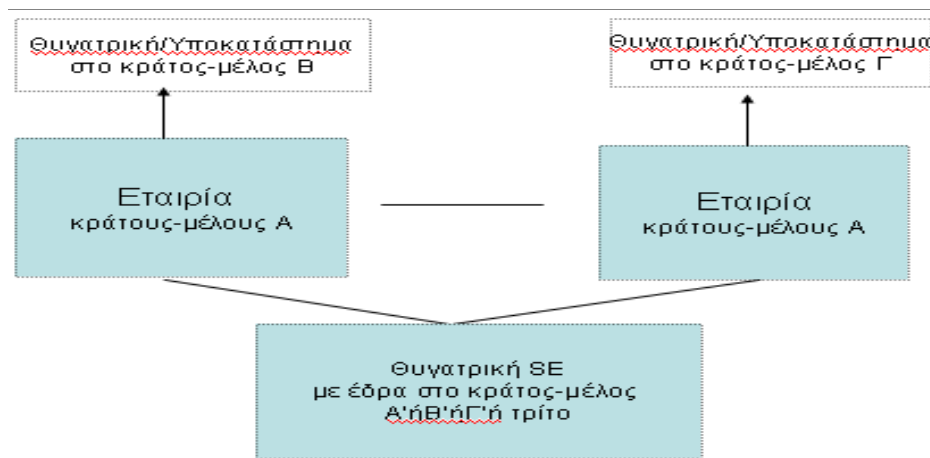 Θυγατρική/Υποκατάστημα
στο κράτος-μέλος Β
Θυγατρική/Υποκατάστημα
στο κράτος-μέλος Γ
Εταιρία
κράτους-μέλους Α
Εταιρία
κράτους-μέλους Α
Θυγατρική SE
με έδρα στο κράτος-μέλος
Α'ήΒ'ήΓ'ή τρίτο